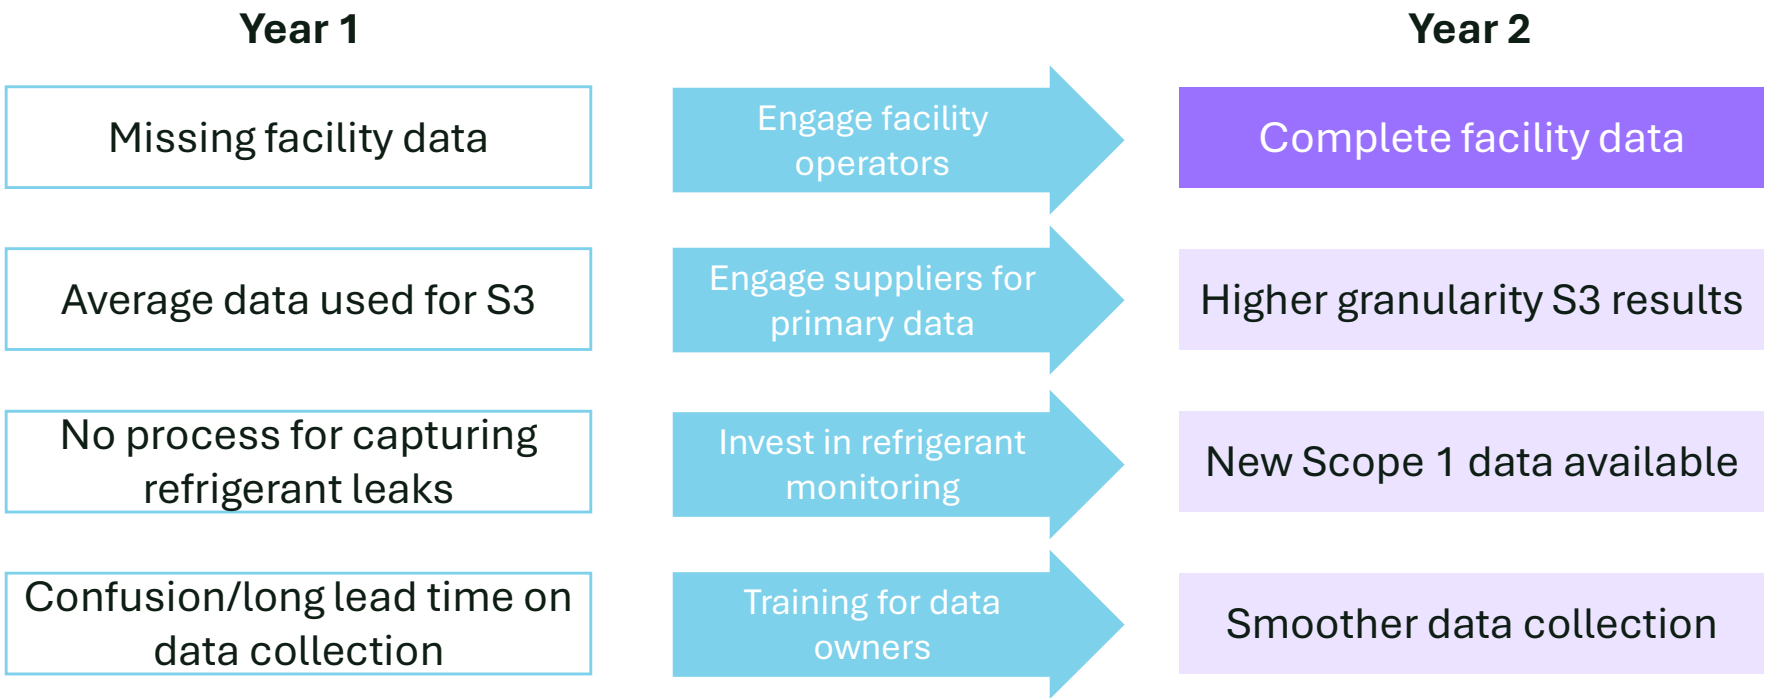 Year 1
Year 2
Missing facility data
Engage facility
operators
Complete facility data
Average data used for S3
Engage suppliers for
primary data
Higher granularity S3 results
No process for capturing
refrigerant leaks
Invest in refrigerant
monitoring
New Scope 1 data available
Confusion/long lead time on
data collection
Training for data
owners
Smoother data collection